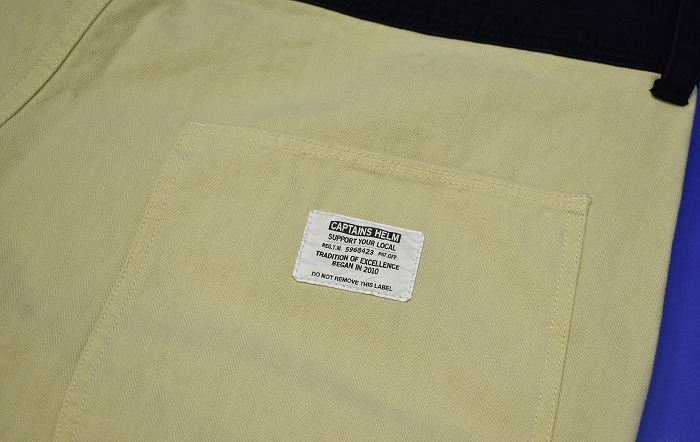 CAPTAINS HELM
SUPPORT YOUR LOCAL
REG.T.M. 5968423 PAT.OFF.
TRADITION OF EXCELLENCE
BEGAN IN 2010
DO NOT REMOVE THIS LABEL